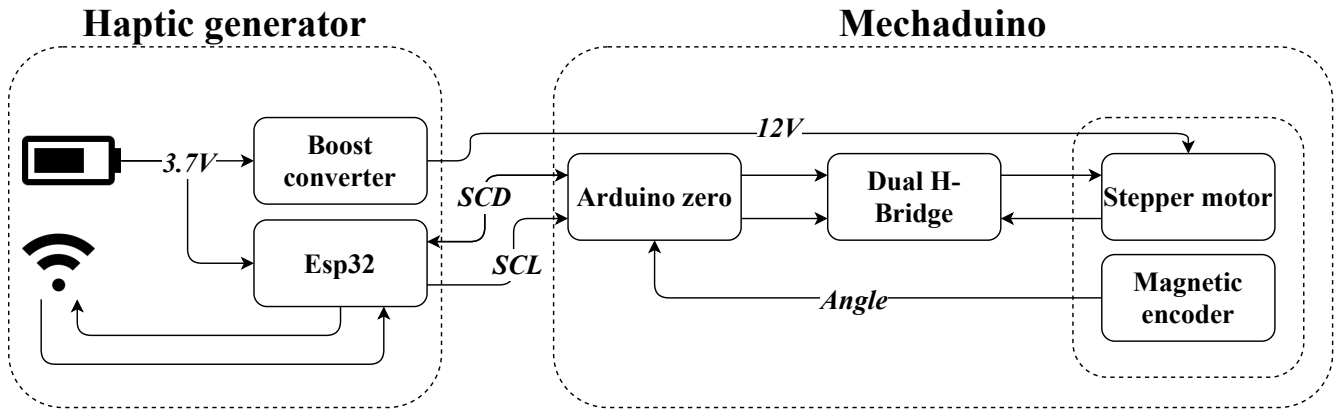 Haptic generator
Mechaduino
3.7V
Boost
converter
12V
SCD
SCL
Esp32
Arduino zero
Dual H-
Bridge
Stepper motor
Angle
Magnetic
encoder